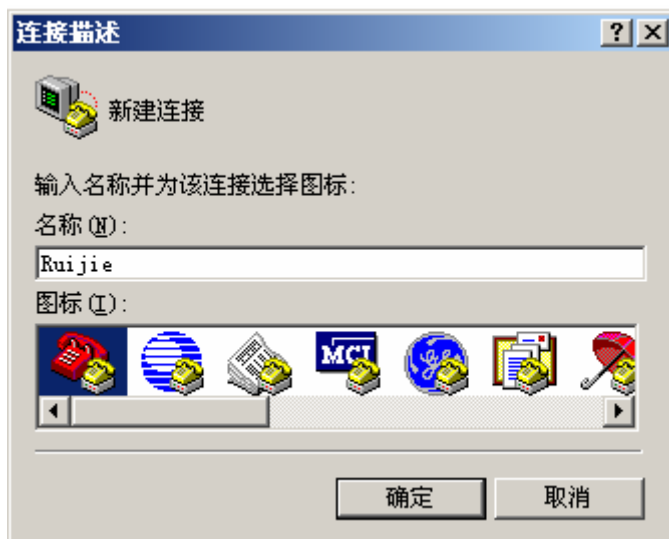 连接描述
新建连接
输入名称并为该连接选择图标:
名称(N):
Ruijie
图标(I):
MCI
确定
取消